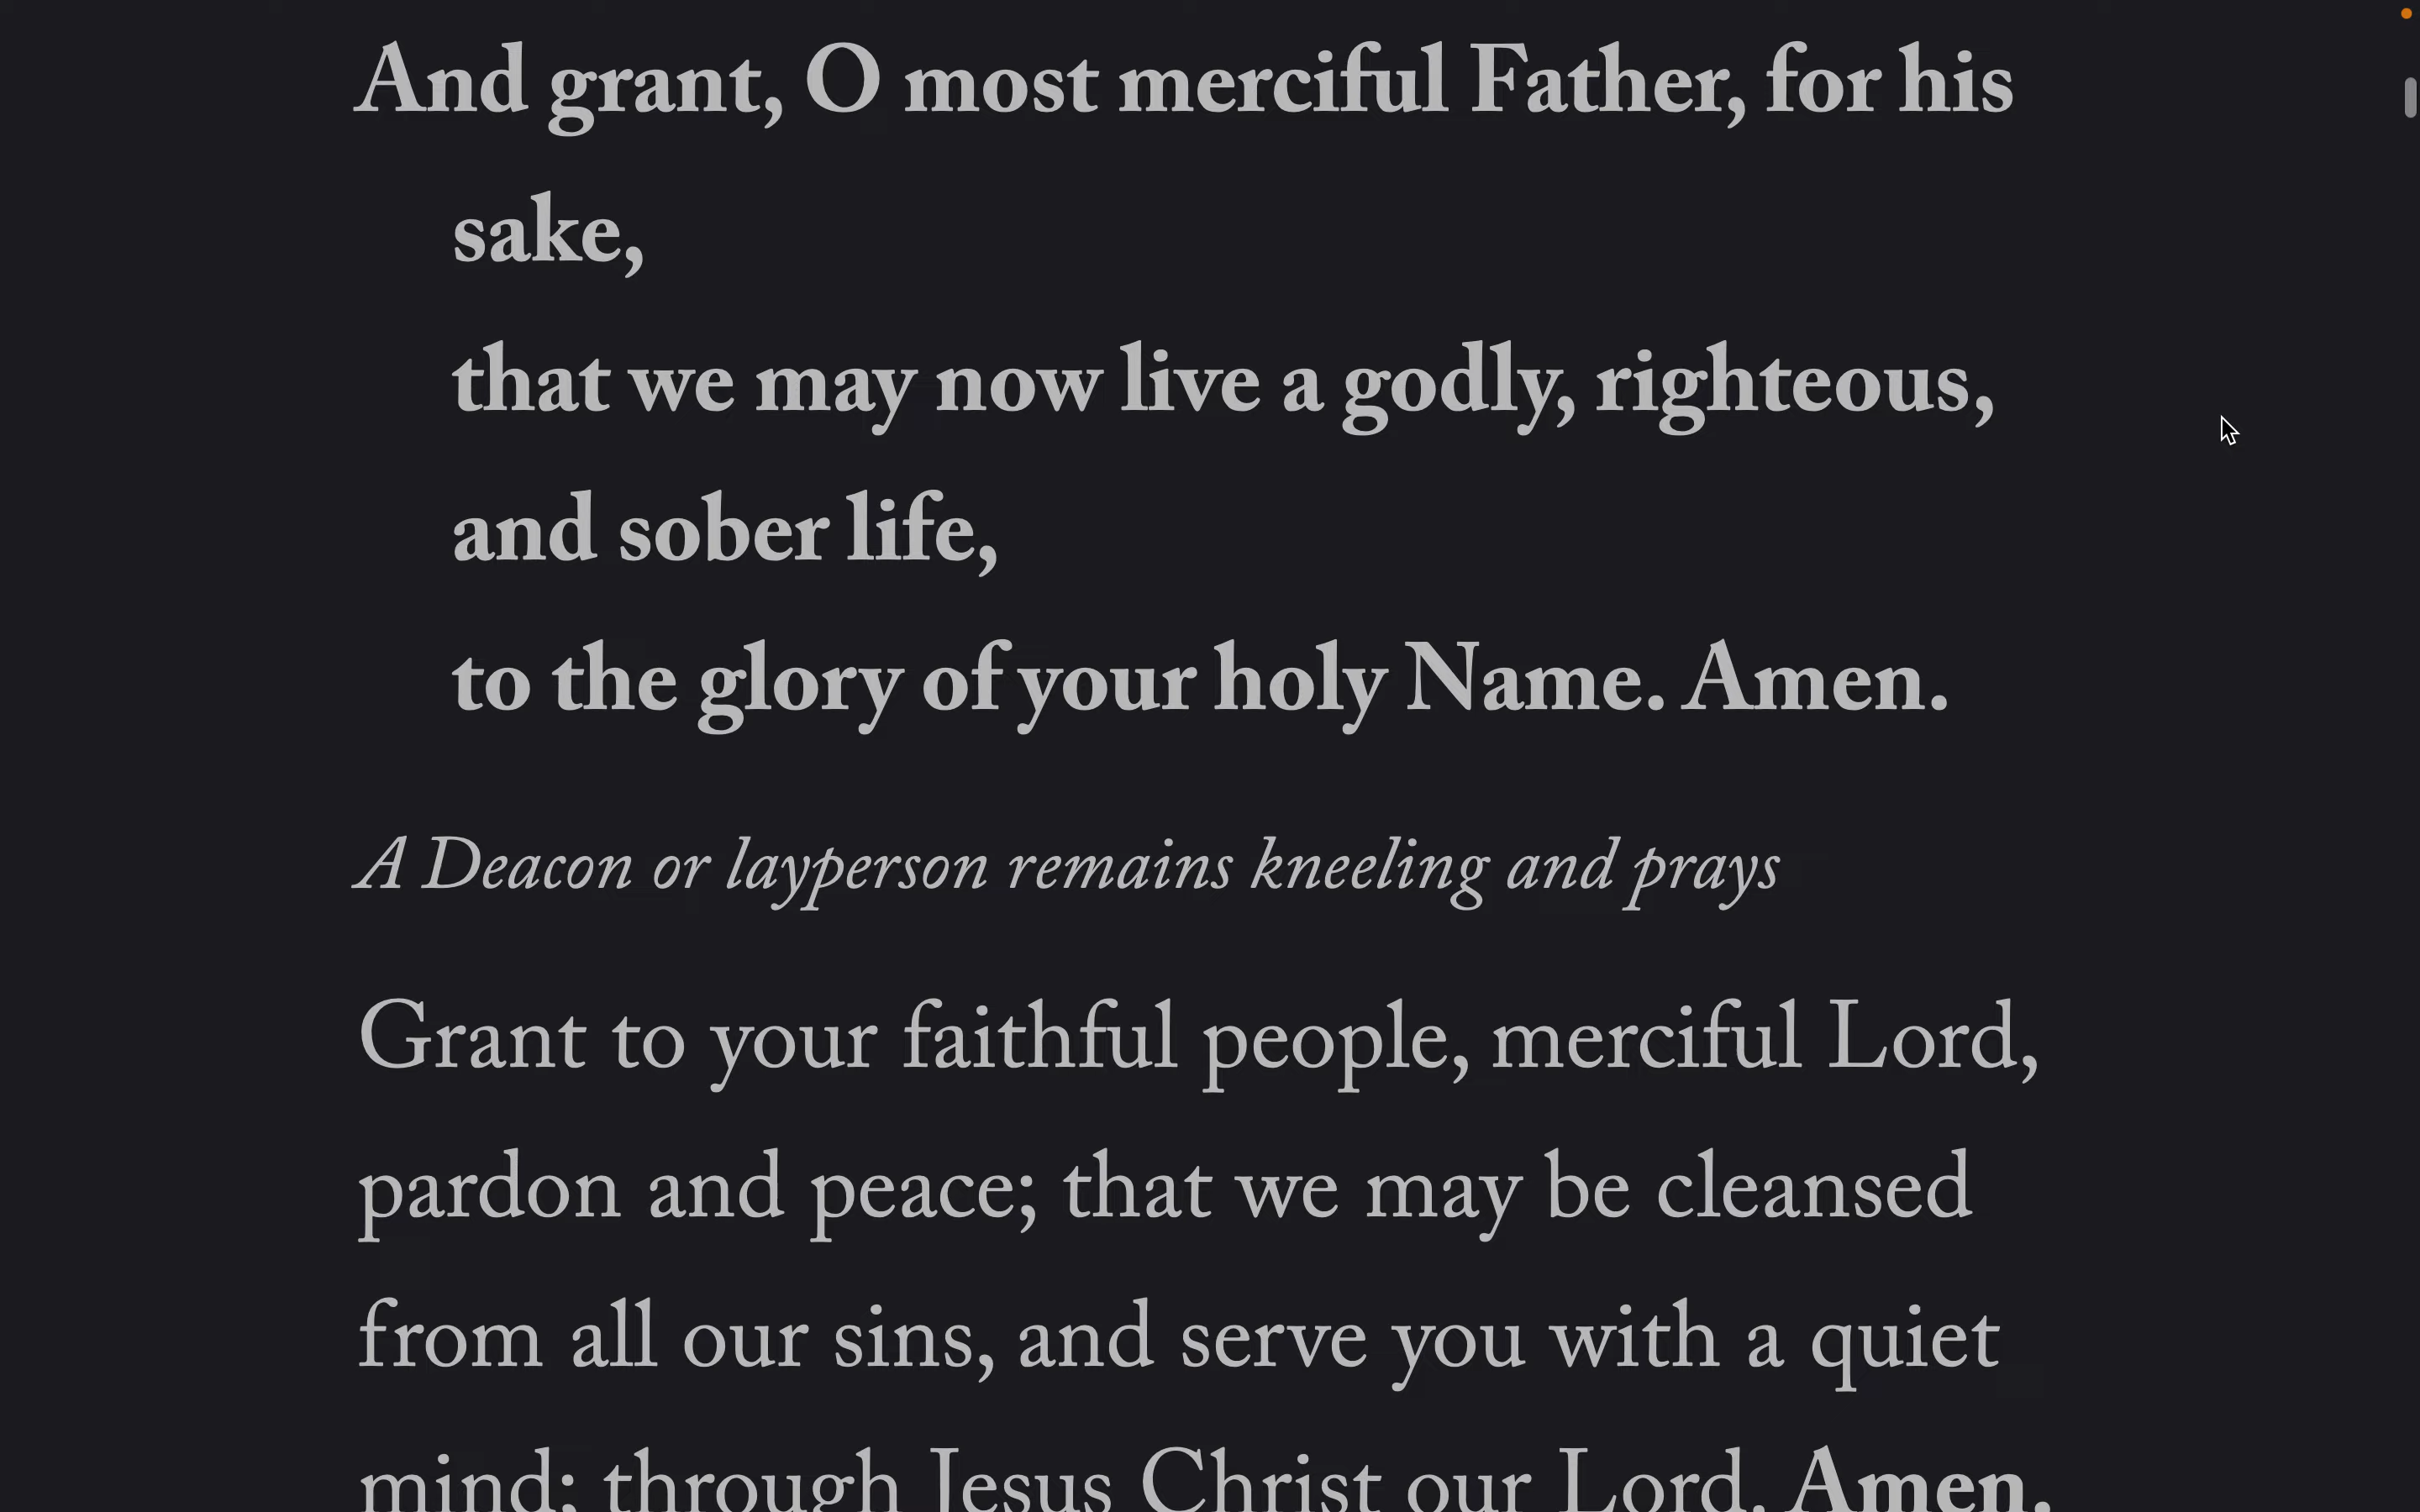 And grant, O most merciful Father, for his
sake,
that we may now live a godly, righteous,
and sober life,
to the glory of your holy Name. Amen.
A Deacon or layperson remains kneeling and prays
Grant to your faithful people, merciful Lord,
pardon and peace; that we may be cleansed
from all our sins, and serve you with a quiet
mind; through Jesus Christ our Lord. Amen.